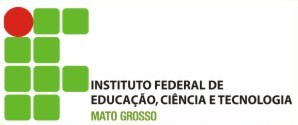 INSTITUTO FEDERAL DE
EDUCAÇÃO, CIÊNCIA E TECNOLOGIA
MATO GROSSO